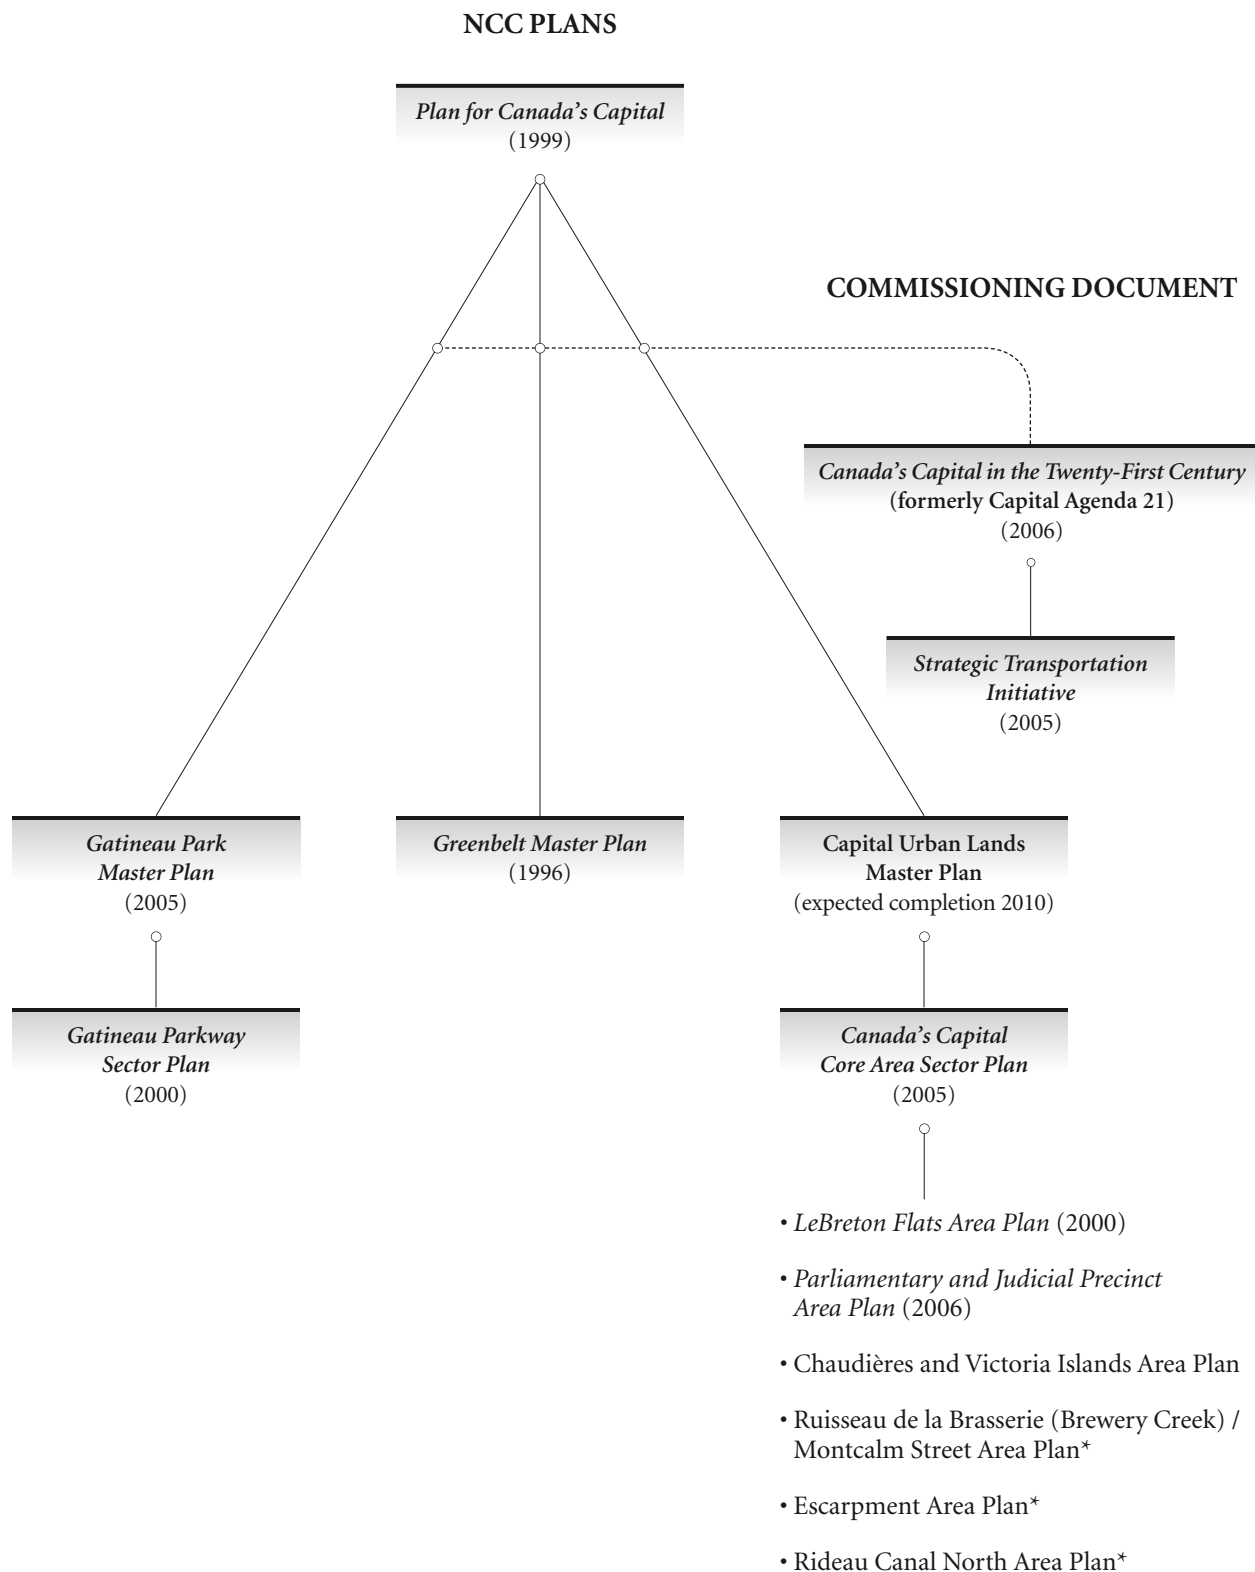 NCC PLANS
Plan for Canada's Capital
(1999)
COMMISSIONING DOCUMENT
Canada's Capital in the Twenty-First Century
(formerly Capital Agenda 21)
(2006)
Strategic Transportation
Initiative
(2005)
Gatineau Park
Master Plan
(2005)
Greenbelt Master Plan
(1996)
Capital Urban Lands
Master Plan
(expected completion 2010)
Gatineau Parkway
Sector Plan
(2000)
Canada's Capital
Core Area Sector Plan
(2005)
• LeBreton Flats Area Plan (2000)
• Parliamentary and Judicial Precinct
Area Plan (2006)
• Chaudières and Victoria Islands Area Plan
• Ruisseau de la Brasserie (Brewery Creek) /
Montcalm Street Area Plan*
• Escarpment Area Plan*
• Rideau Canal North Area Plan*